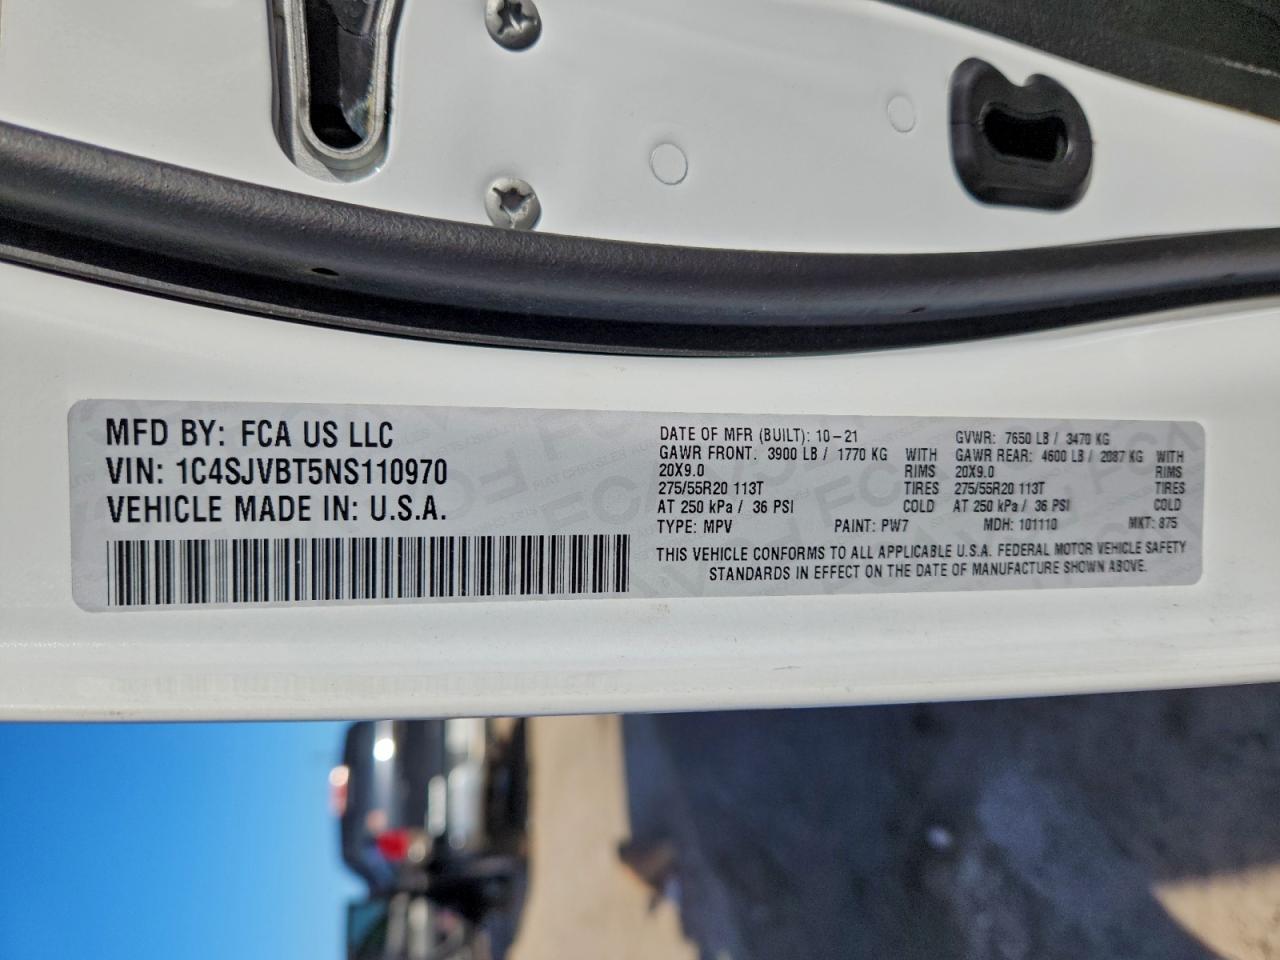 MFD BY: FCA US LLC
VIN: 1C4SJVBT5NS110970
VEHICLE MADE IN: U.S.A.
DATE OF MFR (BUILT): 10-21 GVWR: 7650 LB / 3470 KG
GAWR FRONT. 3900 LB / 1770 KG WITH GAWR REAR: 4600 LB / 2087 KG WITH
20X9.0 RIMS 20X9.0 RIMS
275/55R20 113T TIRES 275/55R20 113T TIRES
AT 250 kPa / 36 PSI COLD AT 250 kPa / 36 PSI COLD
TYPE: MPV PAINT: PW7 MDH: 101110 MKT: 875
THIS VEHICLE CONFORMS TO ALL APPLICABLE U.S.A. FEDERAL MOTOR VEHICLE SAFETY
STANDARDS IN EFFECT ON THE DATE OF MANUFACTURE SHOWN ABOVE.